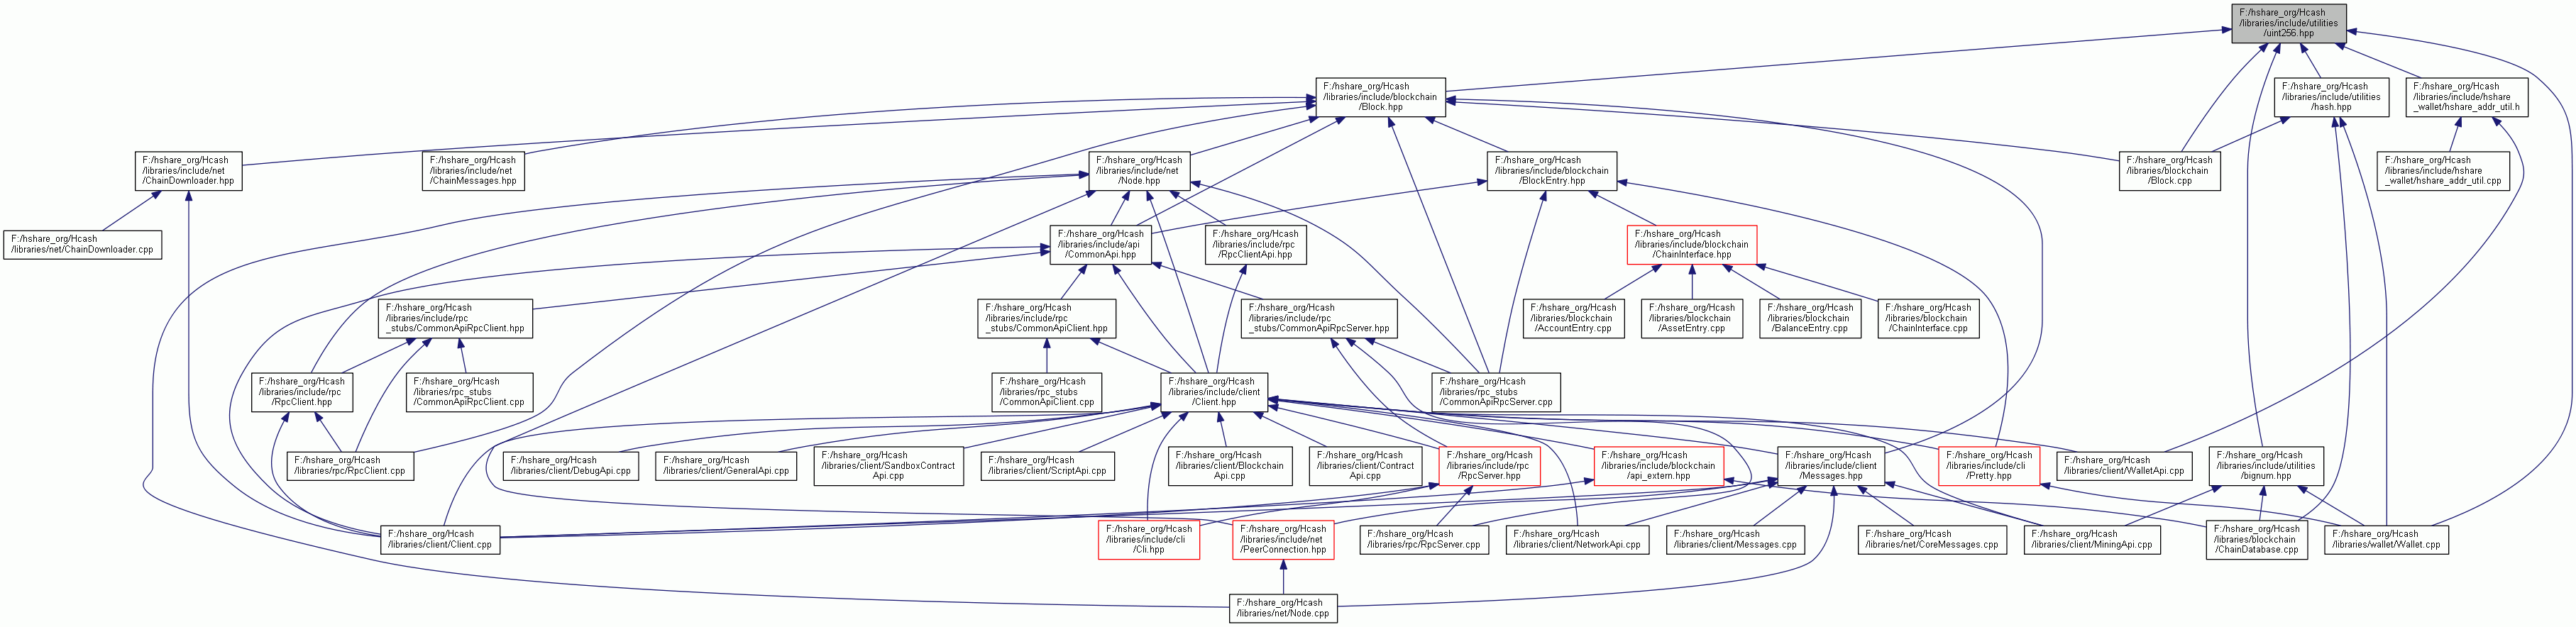 F:/hshare_org/Hcash
/libraries/include/utilities
/uint256.hpp
F:/hshare_org/Hcash
/libraries/include/blockchain
/Block.hpp
F:/hshare_org/Hcash
/libraries/include/utilities
/hash.hpp
F:/hshare_org/Hcash
/libraries/include/hshare
_wallet/hshare_addr_util.h
F:/hshare_org/Hcash
/libraries/include/net
/ChainDownloader.hpp
F:/hshare_org/Hcash
/libraries/include/net
/ChainMessages.hpp
F:/hshare_org/Hcash
/libraries/include/net
/Node.hpp
F:/hshare_org/Hcash
/libraries/include/blockchain
/BlockEntry.hpp
F:/hshare_org/Hcash
/libraries/blockchain
/Block.cpp
F:/hshare_org/Hcash
/libraries/include/hshare
_wallet/hshare_addr_util.cpp
F:/hshare_org/Hcash
/libraries/net/ChainDownloader.cpp
F:/hshare_org/Hcash
/libraries/include/api
/CommonApi.hpp
F:/hshare_org/Hcash
/libraries/include/rpc
/RpcClientApi.hpp
F:/hshare_org/Hcash
/libraries/include/blockchain
/ChainInterface.hpp
F:/hshare_org/Hcash
/libraries/include/rpc
_stubs/CommonApiRpcClient.hpp
F:/hshare_org/Hcash
/libraries/include/rpc
_stubs/CommonApiClient.hpp
F:/hshare_org/Hcash
/libraries/include/rpc
_stubs/CommonApiRpcServer.hpp
F:/hshare_org/Hcash
/libraries/blockchain
/AccountEntry.cpp
F:/hshare_org/Hcash
/libraries/blockchain
/AssetEntry.cpp
F:/hshare_org/Hcash
/libraries/blockchain
/BalanceEntry.cpp
F:/hshare_org/Hcash
/libraries/blockchain
/ChainInterface.cpp
F:/hshare_org/Hcash
/libraries/include/rpc
/RpcClient.hpp
F:/hshare_org/Hcash
/libraries/rpc_stubs
/CommonApiRpcClient.cpp
F:/hshare_org/Hcash
/libraries/rpc_stubs
/CommonApiClient.cpp
F:/hshare_org/Hcash
/libraries/include/client
/Client.hpp
F:/hshare_org/Hcash
/libraries/rpc_stubs
/CommonApiRpcServer.cpp
F:/hshare_org/Hcash
/libraries/rpc/RpcClient.cpp
F:/hshare_org/Hcash
/libraries/client/DebugApi.cpp
F:/hshare_org/Hcash
/libraries/client/GeneralApi.cpp
F:/hshare_org/Hcash
/libraries/client/SandboxContract
Api.cpp
F:/hshare_org/Hcash
/libraries/client/ScriptApi.cpp
F:/hshare_org/Hcash
/libraries/client/Blockchain
Api.cpp
F:/hshare_org/Hcash
/libraries/client/Contract
Api.cpp
F:/hshare_org/Hcash
/libraries/include/rpc
/RpcServer.hpp
F:/hshare_org/Hcash
/libraries/include/blockchain
/api_extern.hpp
F:/hshare_org/Hcash
/libraries/include/client
/Messages.hpp
F:/hshare_org/Hcash
/libraries/include/cli
/Pretty.hpp
F:/hshare_org/Hcash
/libraries/client/WalletApi.cpp
F:/hshare_org/Hcash
/libraries/include/utilities
/bignum.hpp
F:/hshare_org/Hcash
/libraries/client/Client.cpp
F:/hshare_org/Hcash
/libraries/include/cli
/Cli.hpp
F:/hshare_org/Hcash
/libraries/include/net
/PeerConnection.hpp
F:/hshare_org/Hcash
/libraries/rpc/RpcServer.cpp
F:/hshare_org/Hcash
/libraries/client/NetworkApi.cpp
F:/hshare_org/Hcash
/libraries/client/Messages.cpp
F:/hshare_org/Hcash
/libraries/net/CoreMessages.cpp
F:/hshare_org/Hcash
/libraries/client/MiningApi.cpp
F:/hshare_org/Hcash
/libraries/blockchain
/ChainDatabase.cpp
F:/hshare_org/Hcash
/libraries/wallet/Wallet.cpp
F:/hshare_org/Hcash
/libraries/net/Node.cpp